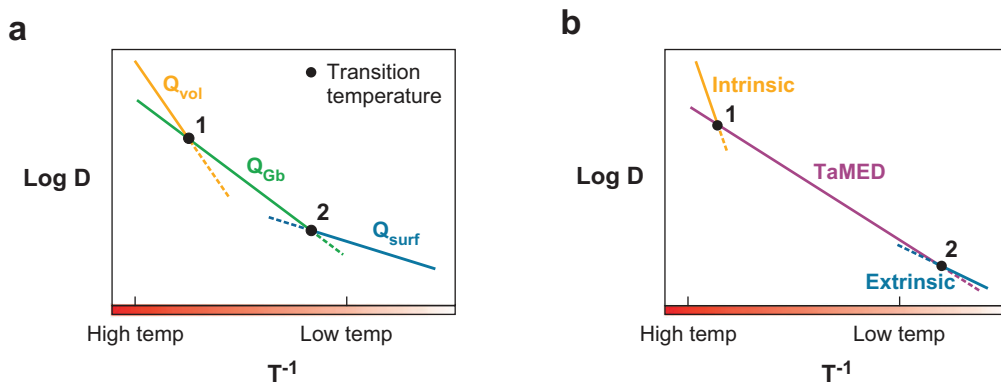 a
Q_vol
1
Transition
temperature
Q_Gb
Log D
2
Q_surf
High temp
Low temp
T^-1
b
Intrinsic
1
TaMED
Log D
2
Extrinsic
High temp
Low temp
T^-1